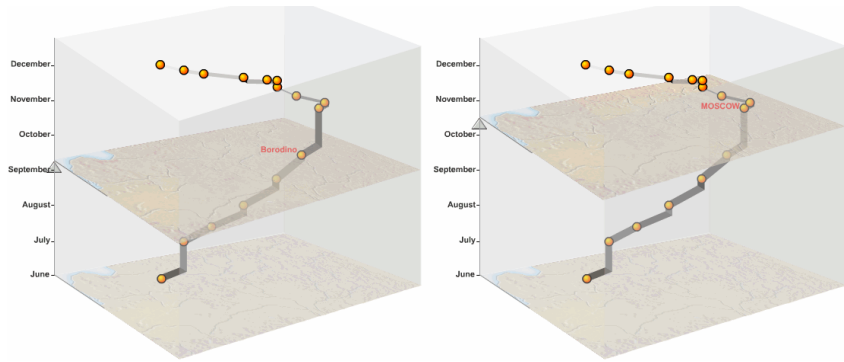 December
November
October
September
August
July
June
Borodino
December
November
October
September
August
July
June
MOSCOW